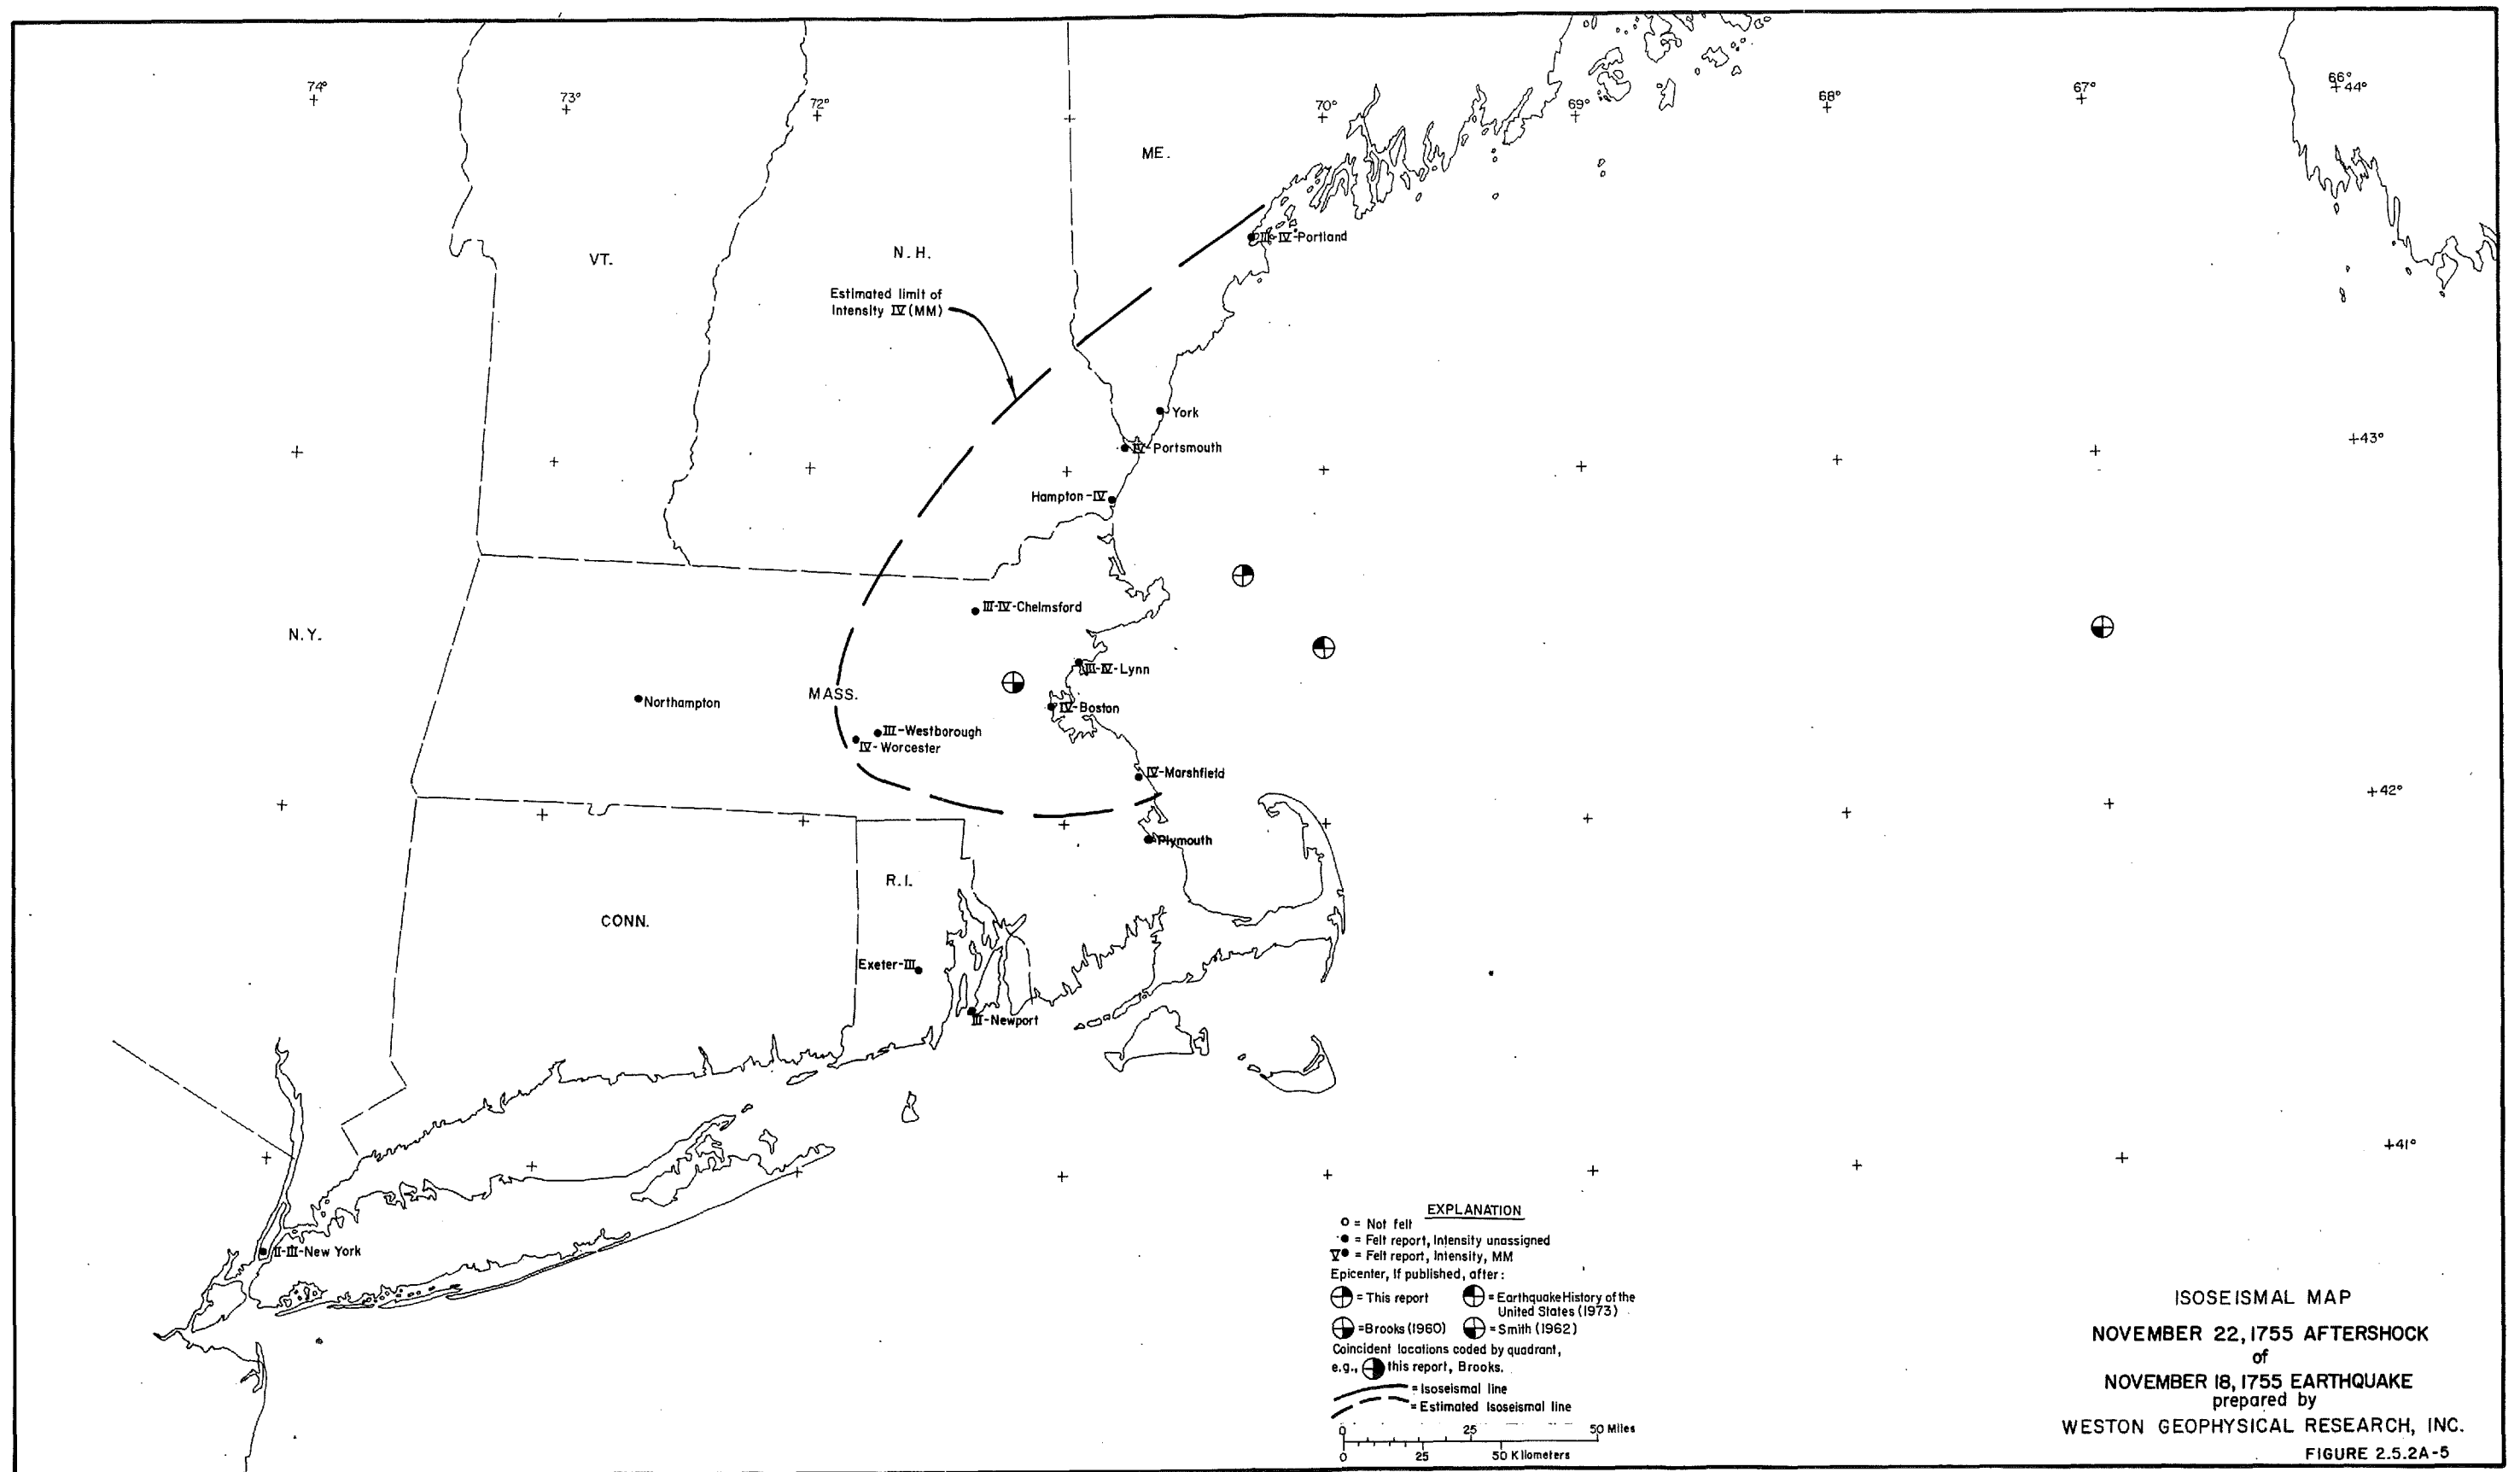 74°
73°
72°
70°
69°
68°
67°
66°
44°
ME.
II-IV-Portland
VT.
N.H.
Estimated limit of
Intensity IV (MM)
York
IV-Portsmouth
43°
Hampton-IV
III-IV-Chelmsford
N.Y.
III-IV-Lynn
MASS.
Northampton
IV-Boston
III-Westborough
IV-Worcester
IV-Marshfield
42°
Plymouth
R.I.
CONN.
Exeter-III
III-Newport
41°
II-III-New York
EXPLANATION
= Not felt
= Felt report, Intensity unassigned
V = Felt report, Intensity, MM
Epicenter, If published, after:
= This report
= Earthquake History of the
United States (1973)
=Brooks (1960)
= Smith (1962)
Coincident locations coded by quadrant,
e.g., this report, Brooks.
= Isoseismal line
= Estimated Isoseismal line
0 25 50 Miles
0 25 50 Kilometers
ISOSEISMAL MAP
NOVEMBER 22, 1755 AFTERSHOCK
of
NOVEMBER 18, 1755 EARTHQUAKE
prepared by
WESTON GEOPHYSICAL RESEARCH, INC.
FIGURE 2.5.2A-5